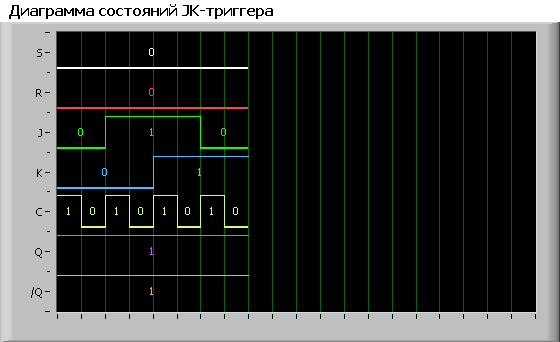 Диаграмма состояний JK-триггера
S 0
R 0
J 0 1 0
K 0 1
C 1 0 1 0 1 0 1 0
Q 1
/Q 1